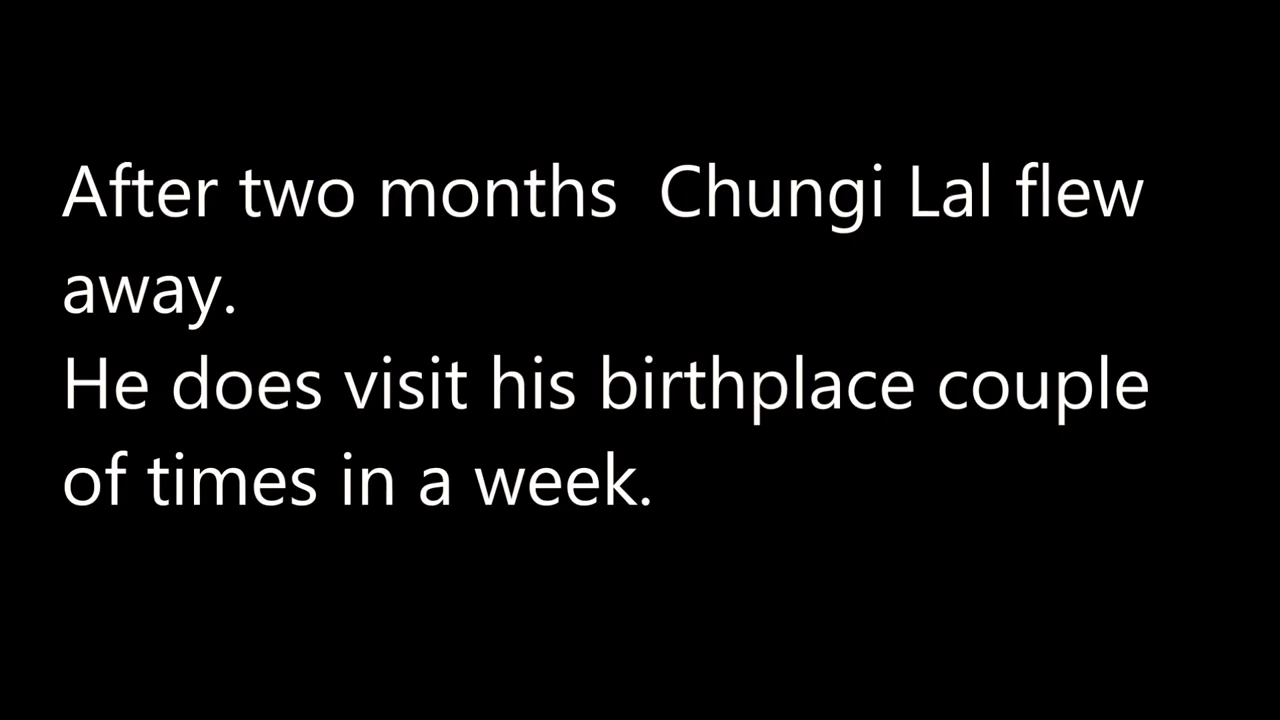 After two months  Chungi Lal flew
away.
He does visit his birthplace couple
of times in a week.